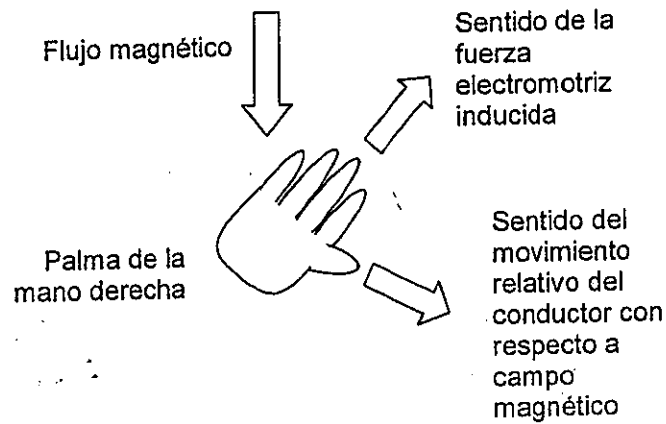 Flujo magnético
Sentido de la
fuerza
electromotriz
inducida
Palma de la
mano derecha
Sentido del
movimiento
relativo del
conductor con
respecto a
campo
magnético